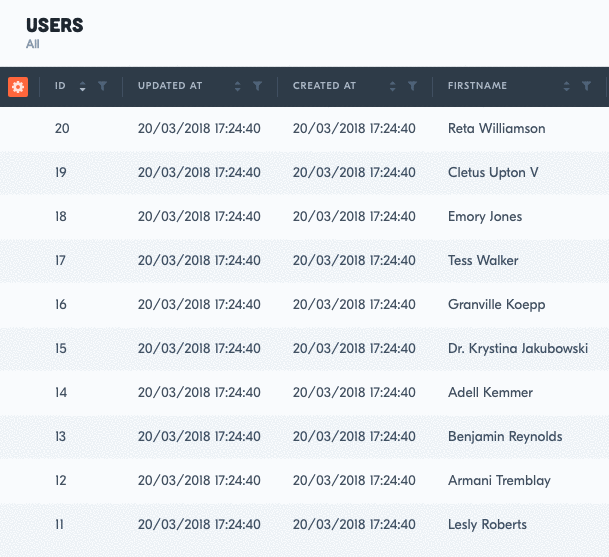 USERS
All
ID UPDATED AT CREATED AT FIRSTNAME
20 20/03/2018 17:24:40 20/03/2018 17:24:40 Reta Williamson
19 20/03/2018 17:24:40 20/03/2018 17:24:40 Cletus Upton V
18 20/03/2018 17:24:40 20/03/2018 17:24:40 Emory Jones
17 20/03/2018 17:24:40 20/03/2018 17:24:40 Tess Walker
16 20/03/2018 17:24:40 20/03/2018 17:24:40 Granville Koepp
15 20/03/2018 17:24:40 20/03/2018 17:24:40 Dr. Krystina Jakubowski
14 20/03/2018 17:24:40 20/03/2018 17:24:40 Adell Kemmer
13 20/03/2018 17:24:40 20/03/2018 17:24:40 Benjamin Reynolds
12 20/03/2018 17:24:40 20/03/2018 17:24:40 Armani Tremblay
11 20/03/2018 17:24:40 20/03/2018 17:24:40 Lesly Roberts